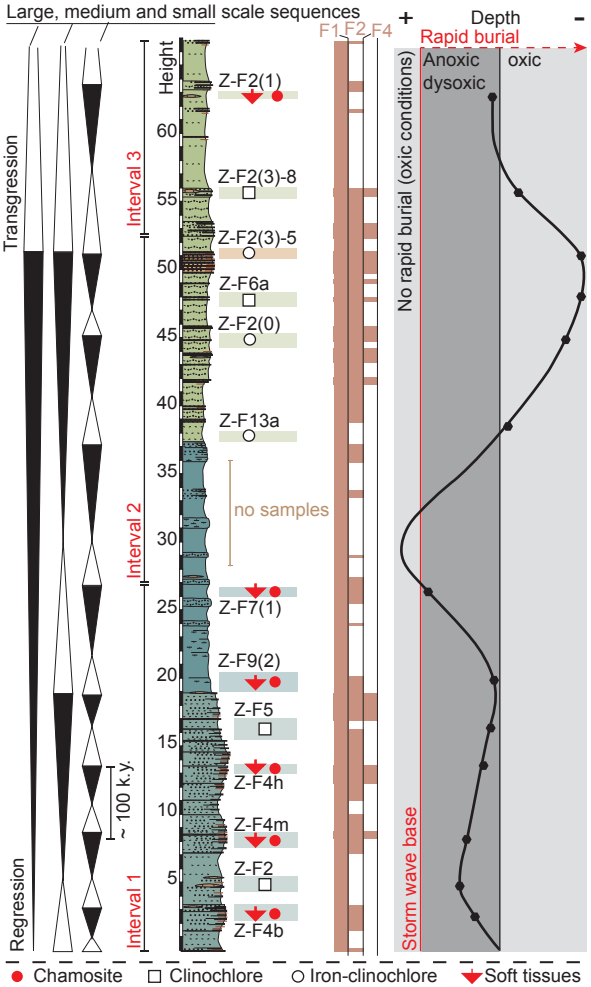 Large, medium and small scale sequences
F1
F2
F4
+ Depth -
Rapid burial
Anoxic
dysoxic
oxic
No rapid burial (oxic conditions)
Storm wave base
Transgression
Regression
Interval 3
Interval 2
Interval 1
~ 100 k.y.
Height
60
55
50
45
40
35
30
25
20
15
10
5
Z-F2(1)
Z-F2(3)-8
Z-F2(3)-5
Z-F6a
Z-F2(0)
Z-F13a
no samples
Z-F7(1)
Z-F9(2)
Z-F5
Z-F4h
Z-F4m
Z-F2
Z-F4b
Chamosite
Clinochlore
Iron-clinochlore
Soft tissues